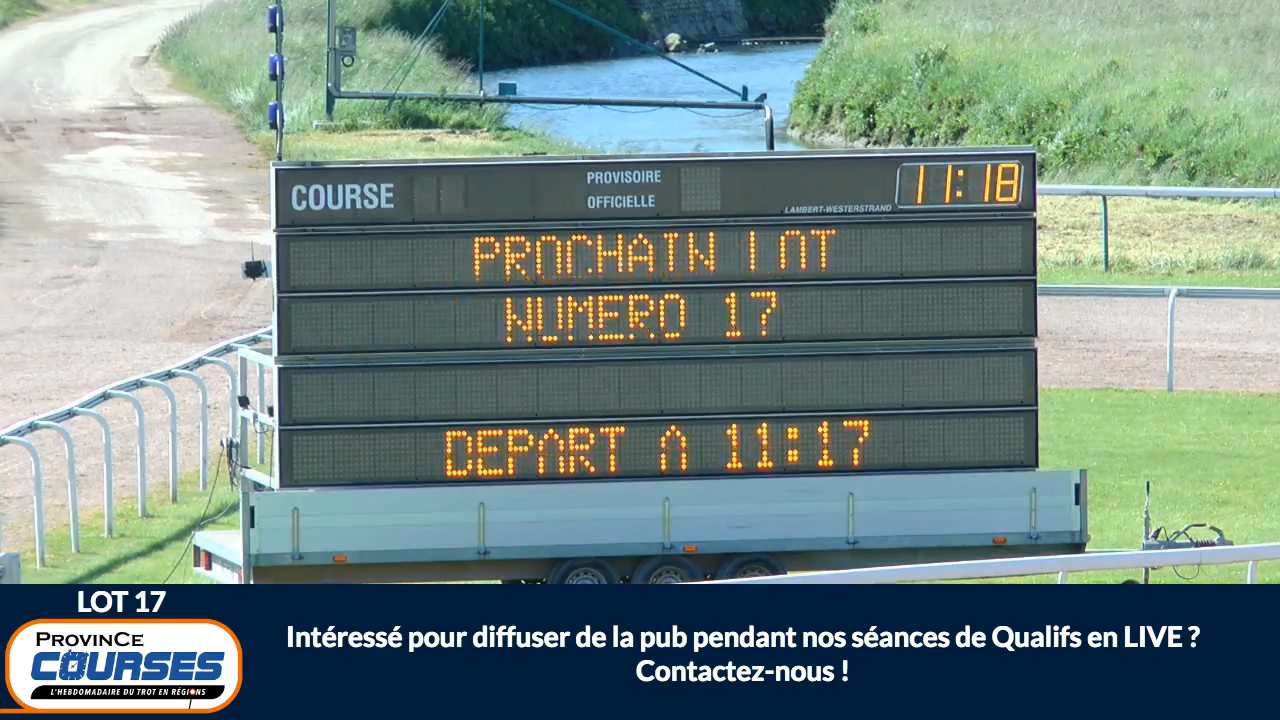 COURSE
PROVISOIRE
OFFICIELLE
LAMBERT-WESTERSTRAND
11:18
PROCHAIN LOT
NUMERO 17
DEPART A 11:17
LOT 17
PROVINCE
COURSES
L'HEBDOMADAIRE DU TROT EN RÉGIONS
Intéressé pour diffuser de la pub pendant nos séances de Qualifs en LIVE ?
Contactez-nous !